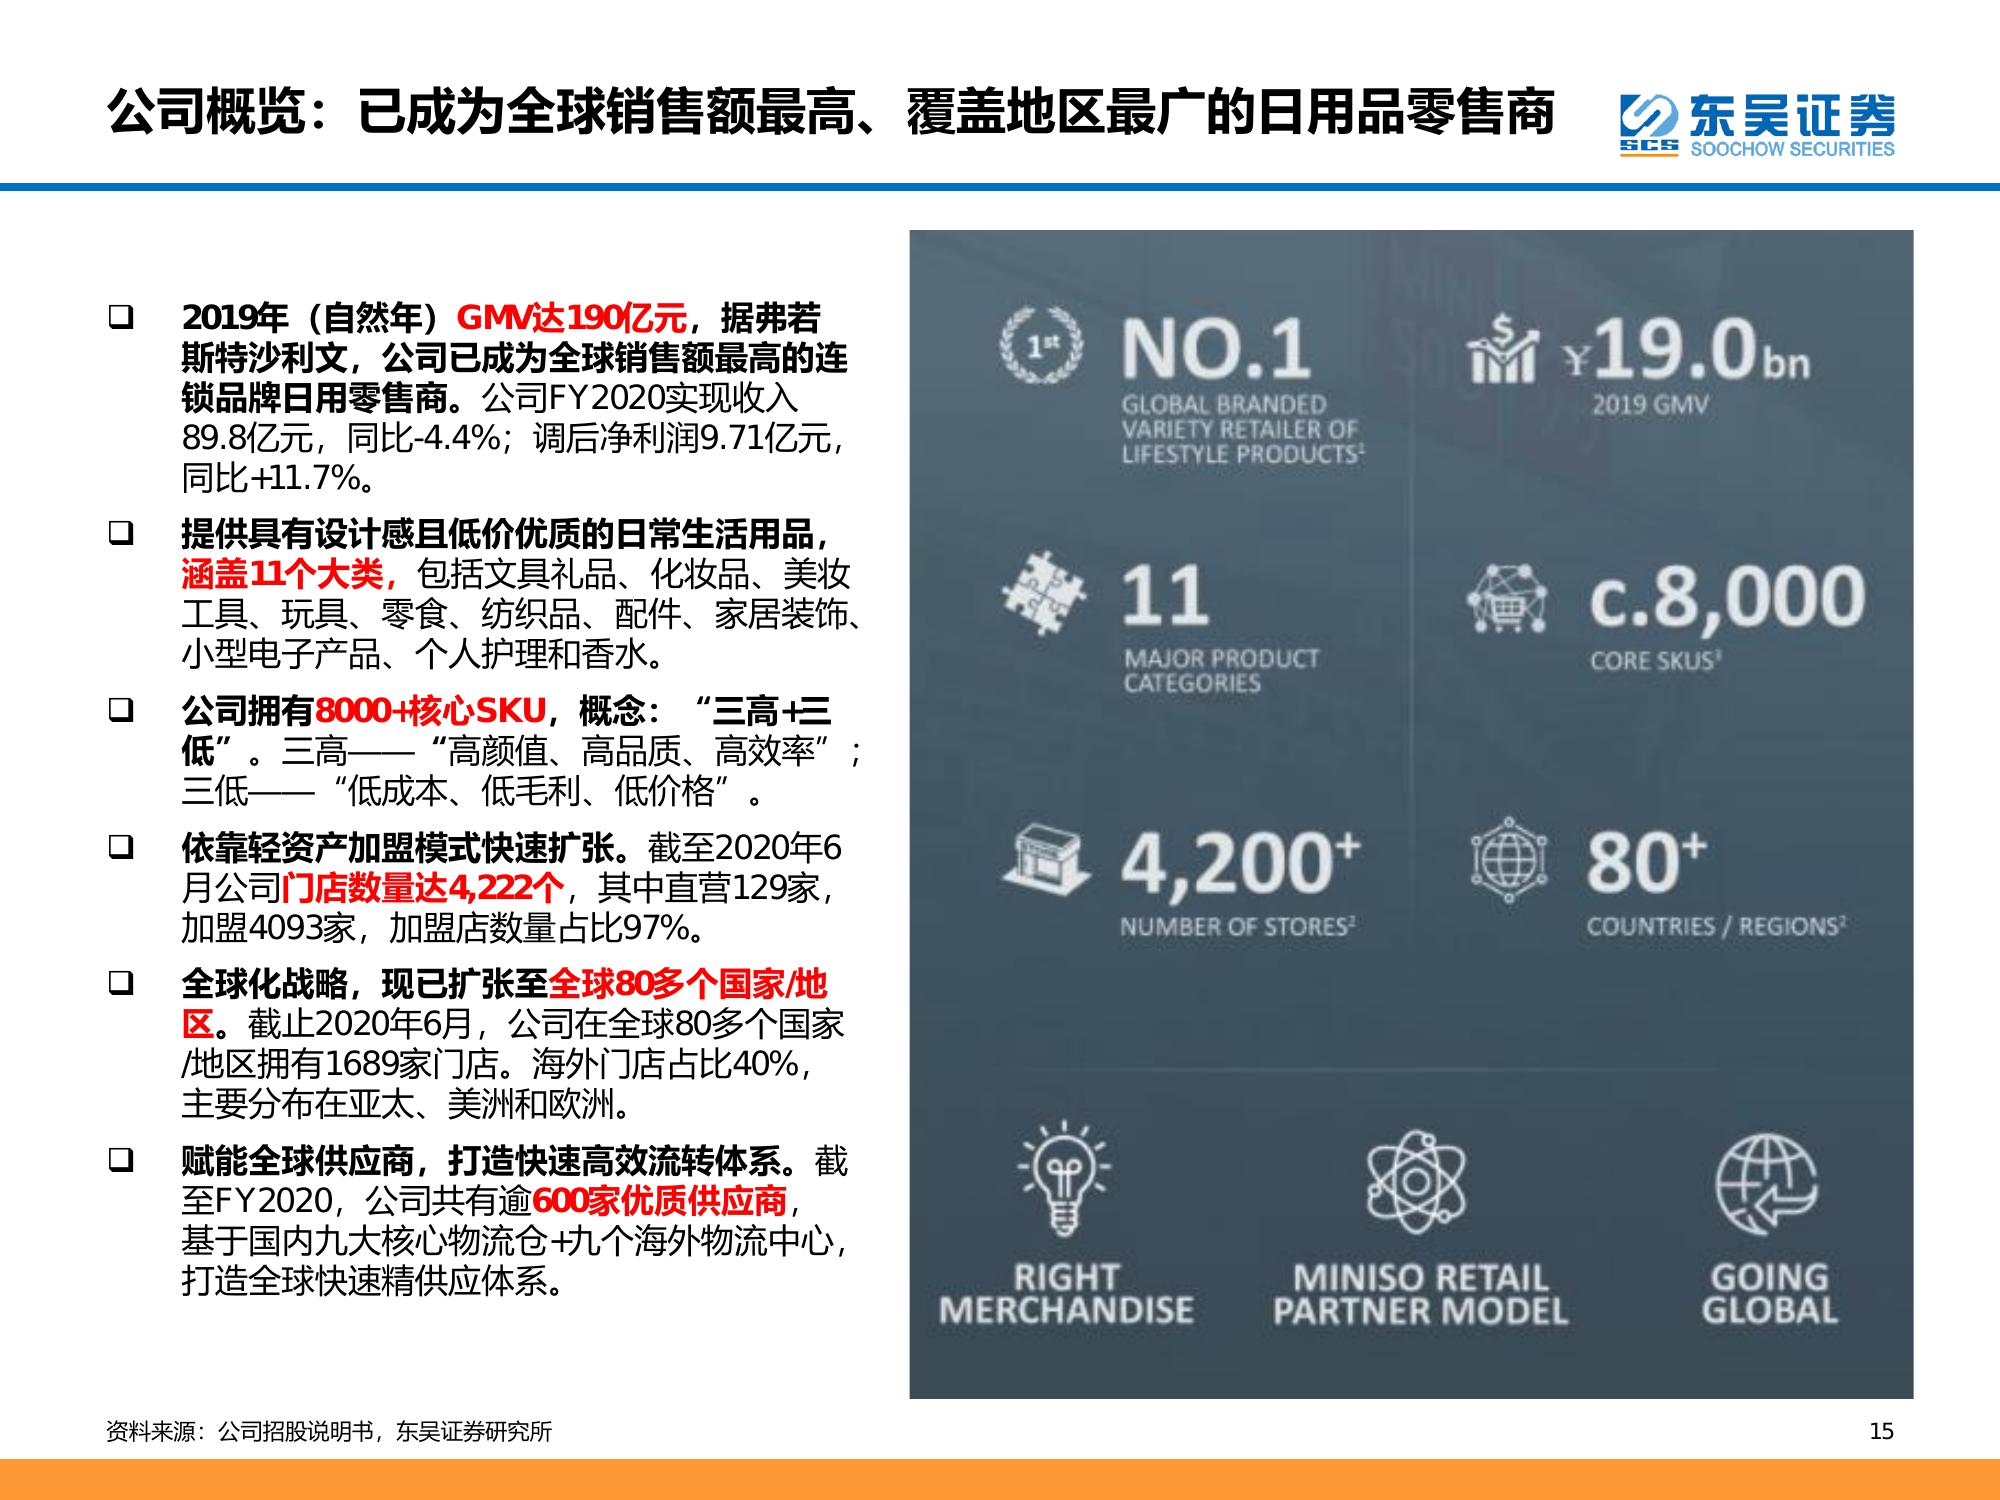 公司概览：已成为全球销售额最高、覆盖地区最广的日用品零售商
东吴证券
SCS
SOOCHOW SECURITIES
❑ 2019年（自然年）GMV达190亿元，据弗若
斯特沙利文，公司已成为全球销售额最高的连
锁品牌日用零售商。公司FY2020实现收入
89.8亿元，同比-4.4%；调后净利润9.71亿元，
同比+11.7%。
❑ 提供具有设计感且低价优质的日常生活用品，
涵盖11个大类，包括文具礼品、化妆品、美妆
工具、玩具、零食、纺织品、配件、家居装饰、
小型电子产品、个人护理和香水。
❑ 公司拥有8000+核心SKU，概念：“三高+三
低”。三高——“高颜值、高品质、高效率”；
三低——“低成本、低毛利、低价格”。
❑ 依靠轻资产加盟模式快速扩张。截至2020年6
月公司门店数量达4,222个，其中直营129家，
加盟4093家，加盟店数量占比97%。
❑ 全球化战略，现已扩张至全球80多个国家/地
区。截止2020年6月，公司在全球80多个国家
/地区拥有1689家门店。海外门店占比40%，
主要分布在亚太、美洲和欧洲。
❑ 赋能全球供应商，打造快速高效流转体系。截
至FY2020，公司共有逾600家优质供应商，
基于国内九大核心物流仓+九个海外物流中心，
打造全球快速精供应体系。
1st
NO.1
GLOBAL BRANDED
VARIETY RETAILER OF
LIFESTYLE PRODUCTS¹
$
¥19.0bn
2019 GMV
11
MAJOR PRODUCT
CATEGORIES
c.8,000
CORE SKUS³
4,200+
NUMBER OF STORES²
80+
COUNTRIES / REGIONS²
RIGHT
MERCHANDISE
MINISO RETAIL
PARTNER MODEL
GOING
GLOBAL
资料来源：公司招股说明书，东吴证券研究所
15